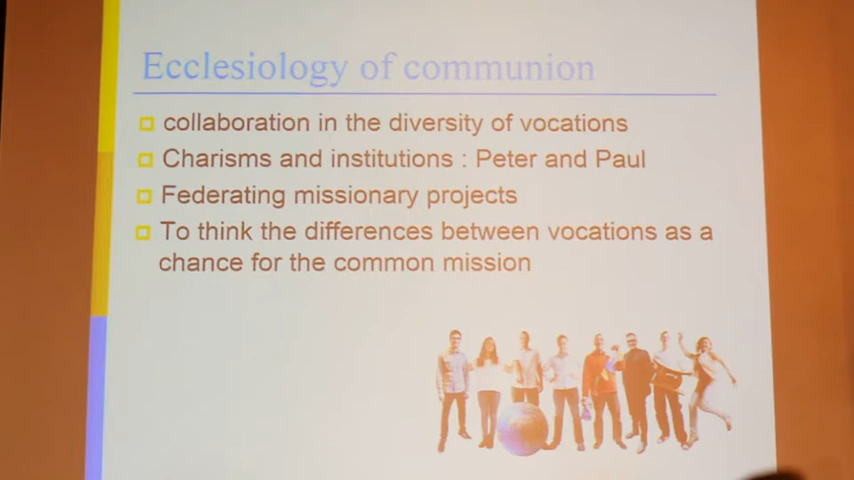 Ecclesiology of communion
collaboration in the diversity of vocations
Charisms and institutions : Peter and Paul
Federating missionary projects
To think the differences between vocations as a
chance for the common mission